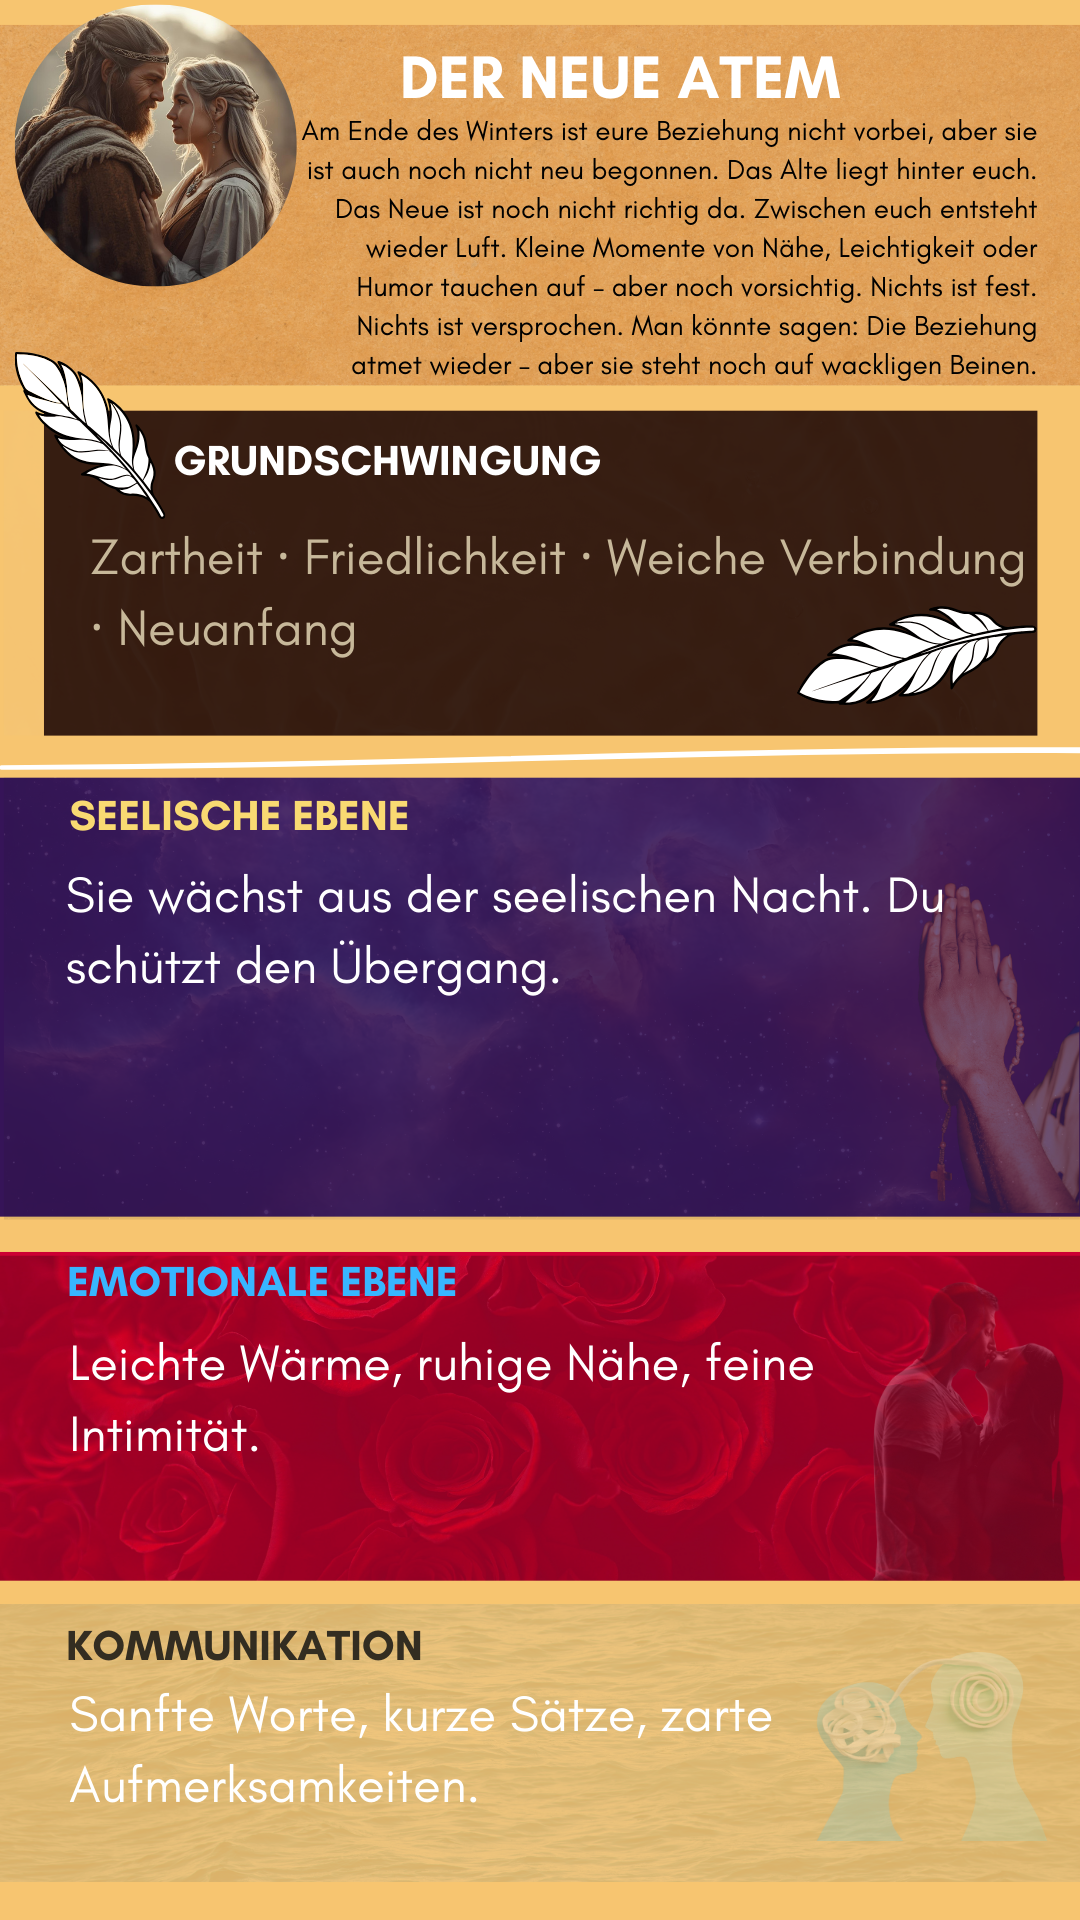 DER NEUE ATEM
Am Ende des Winters ist eure Beziehung nicht vorbei, aber sie
ist auch noch nicht neu begonnen. Das Alte liegt hinter euch.
Das Neue ist noch nicht richtig da. Zwischen euch entsteht
wieder Luft. Kleine Momente von Nähe, Leichtigkeit oder
Humor tauchen auf – aber noch vorsichtig. Nichts ist fest.
Nichts ist versprochen. Man könnte sagen: Die Beziehung
atmet wieder – aber sie steht noch auf wackligen Beinen.
GRUNDSCHWINGUNG
Zartheit · Friedlichkeit · Weiche Verbindung
· Neuanfang
SEELISCHE EBENE
Sie wächst aus der seelischen Nacht. Du
schützt den Übergang.
EMOTIONALE EBENE
Leichte Wärme, ruhige Nähe, feine
Intimität.
KOMMUNIKATION
Sanfte Worte, kurze Sätze, zarte
Aufmerksamkeiten.